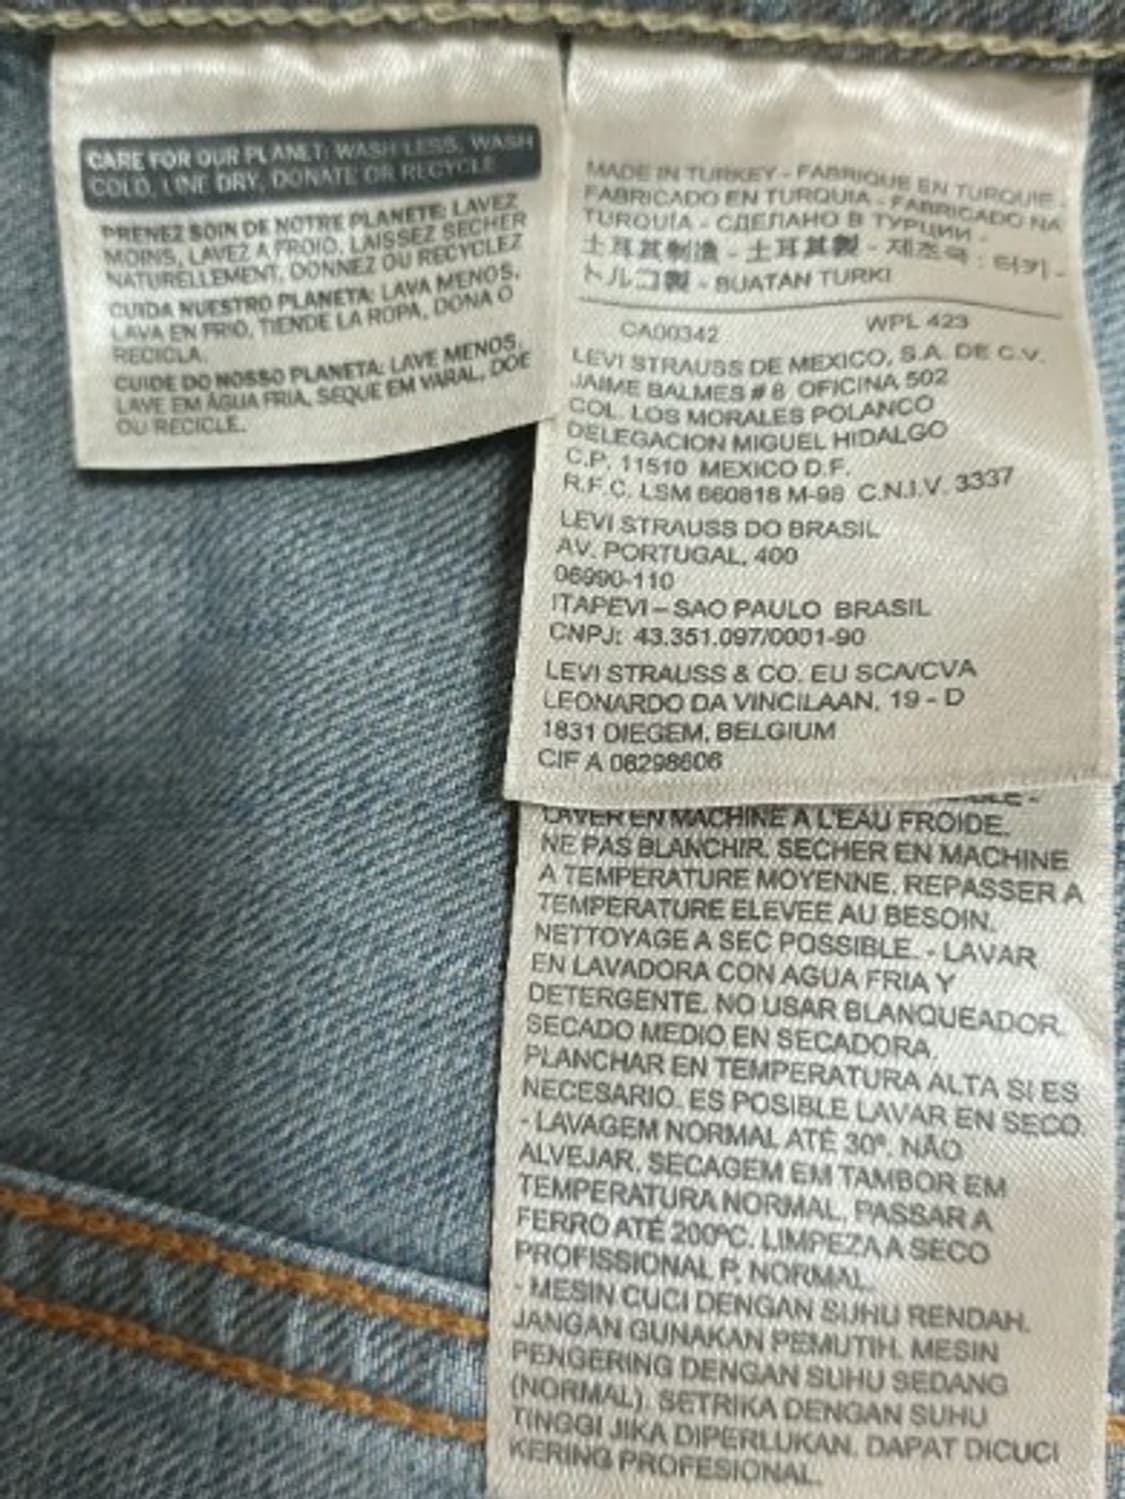 CARE FOR OUR PLANET: WASH LESS, WASH
COLD, LINE DRY, DONATE OR RECYCLE
PRENEZ SOIN DE NOTRE PLANETE: LAVEZ
MOINS, LAVEZ A FROID, LAISSEZ SECHER
NATURELLEMENT, DONNEZ OU RECYCLEZ
CUIDA NUESTRO PLANETA: LAVA MENOS,
LAVA EN FRIO, TIENDE LA ROPA, DONA O
RECICLA.
CUIDE DO NOSSO PLANETA: LAVE MENOS,
LAVE EM ÁGUA FRIA, SEQUE EM VARAL, DOE
OU RECICLE.
MADE IN TURKEY - FABRIQUE EN TURQUIE -
FABRICADO EN TURQUIA - FABRICADO NA
TURQUÍA - СДЕЛАНО В ТУРЦИИ -
土耳其制造 - 土耳其製 - 제조국 : 터키 -
トルコ製 - BUATAN TURKI
CA00342 WPL 423
LEVI STRAUSS DE MEXICO, S.A. DE C.V.
JAIME BALMES # 8 OFICINA 502
COL. LOS MORALES POLANCO
DELEGACION MIGUEL HIDALGO
C.P. 11510 MEXICO D.F.
R.F.C. LSM 660818 M-98 C.N.I.V. 3337
LEVI STRAUSS DO BRASIL
AV. PORTUGAL, 400
06990-110
ITAPEVI – SAO PAULO BRASIL
CNPJ: 43.351.097/0001-90
LEVI STRAUSS & CO. EU SCA/CVA
LEONARDO DA VINCILAAN, 19 - D
1831 DIEGEM, BELGIUM
CIF A 08298606
LAVER EN MACHINE A L'EAU FROIDE.
NE PAS BLANCHIR. SECHER EN MACHINE
A TEMPERATURE MOYENNE. REPASSER A
TEMPERATURE ELEVEE AU BESOIN.
NETTOYAGE A SEC POSSIBLE. - LAVAR
EN LAVADORA CON AGUA FRIA Y
DETERGENTE. NO USAR BLANQUEADOR.
SECADO MEDIO EN SECADORA.
PLANCHAR EN TEMPERATURA ALTA SI ES
NECESARIO. ES POSIBLE LAVAR EN SECO.
- LAVAGEM NORMAL ATÉ 30º. NÃO
ALVEJAR. SECAGEM EM TAMBOR EM
TEMPERATURA NORMAL. PASSAR A
FERRO ATÉ 200ºC. LIMPEZA A SECO
PROFISSIONAL P. NORMAL.
- MESIN CUCI DENGAN SUHU RENDAH.
JANGAN GUNAKAN PEMUTIH. MESIN
PENGERING DENGAN SUHU SEDANG
(NORMAL). SETRIKA DENGAN SUHU
TINGGI JIKA DIPERLUKAN. DAPAT DICUCI
KERING PROFESIONAL.